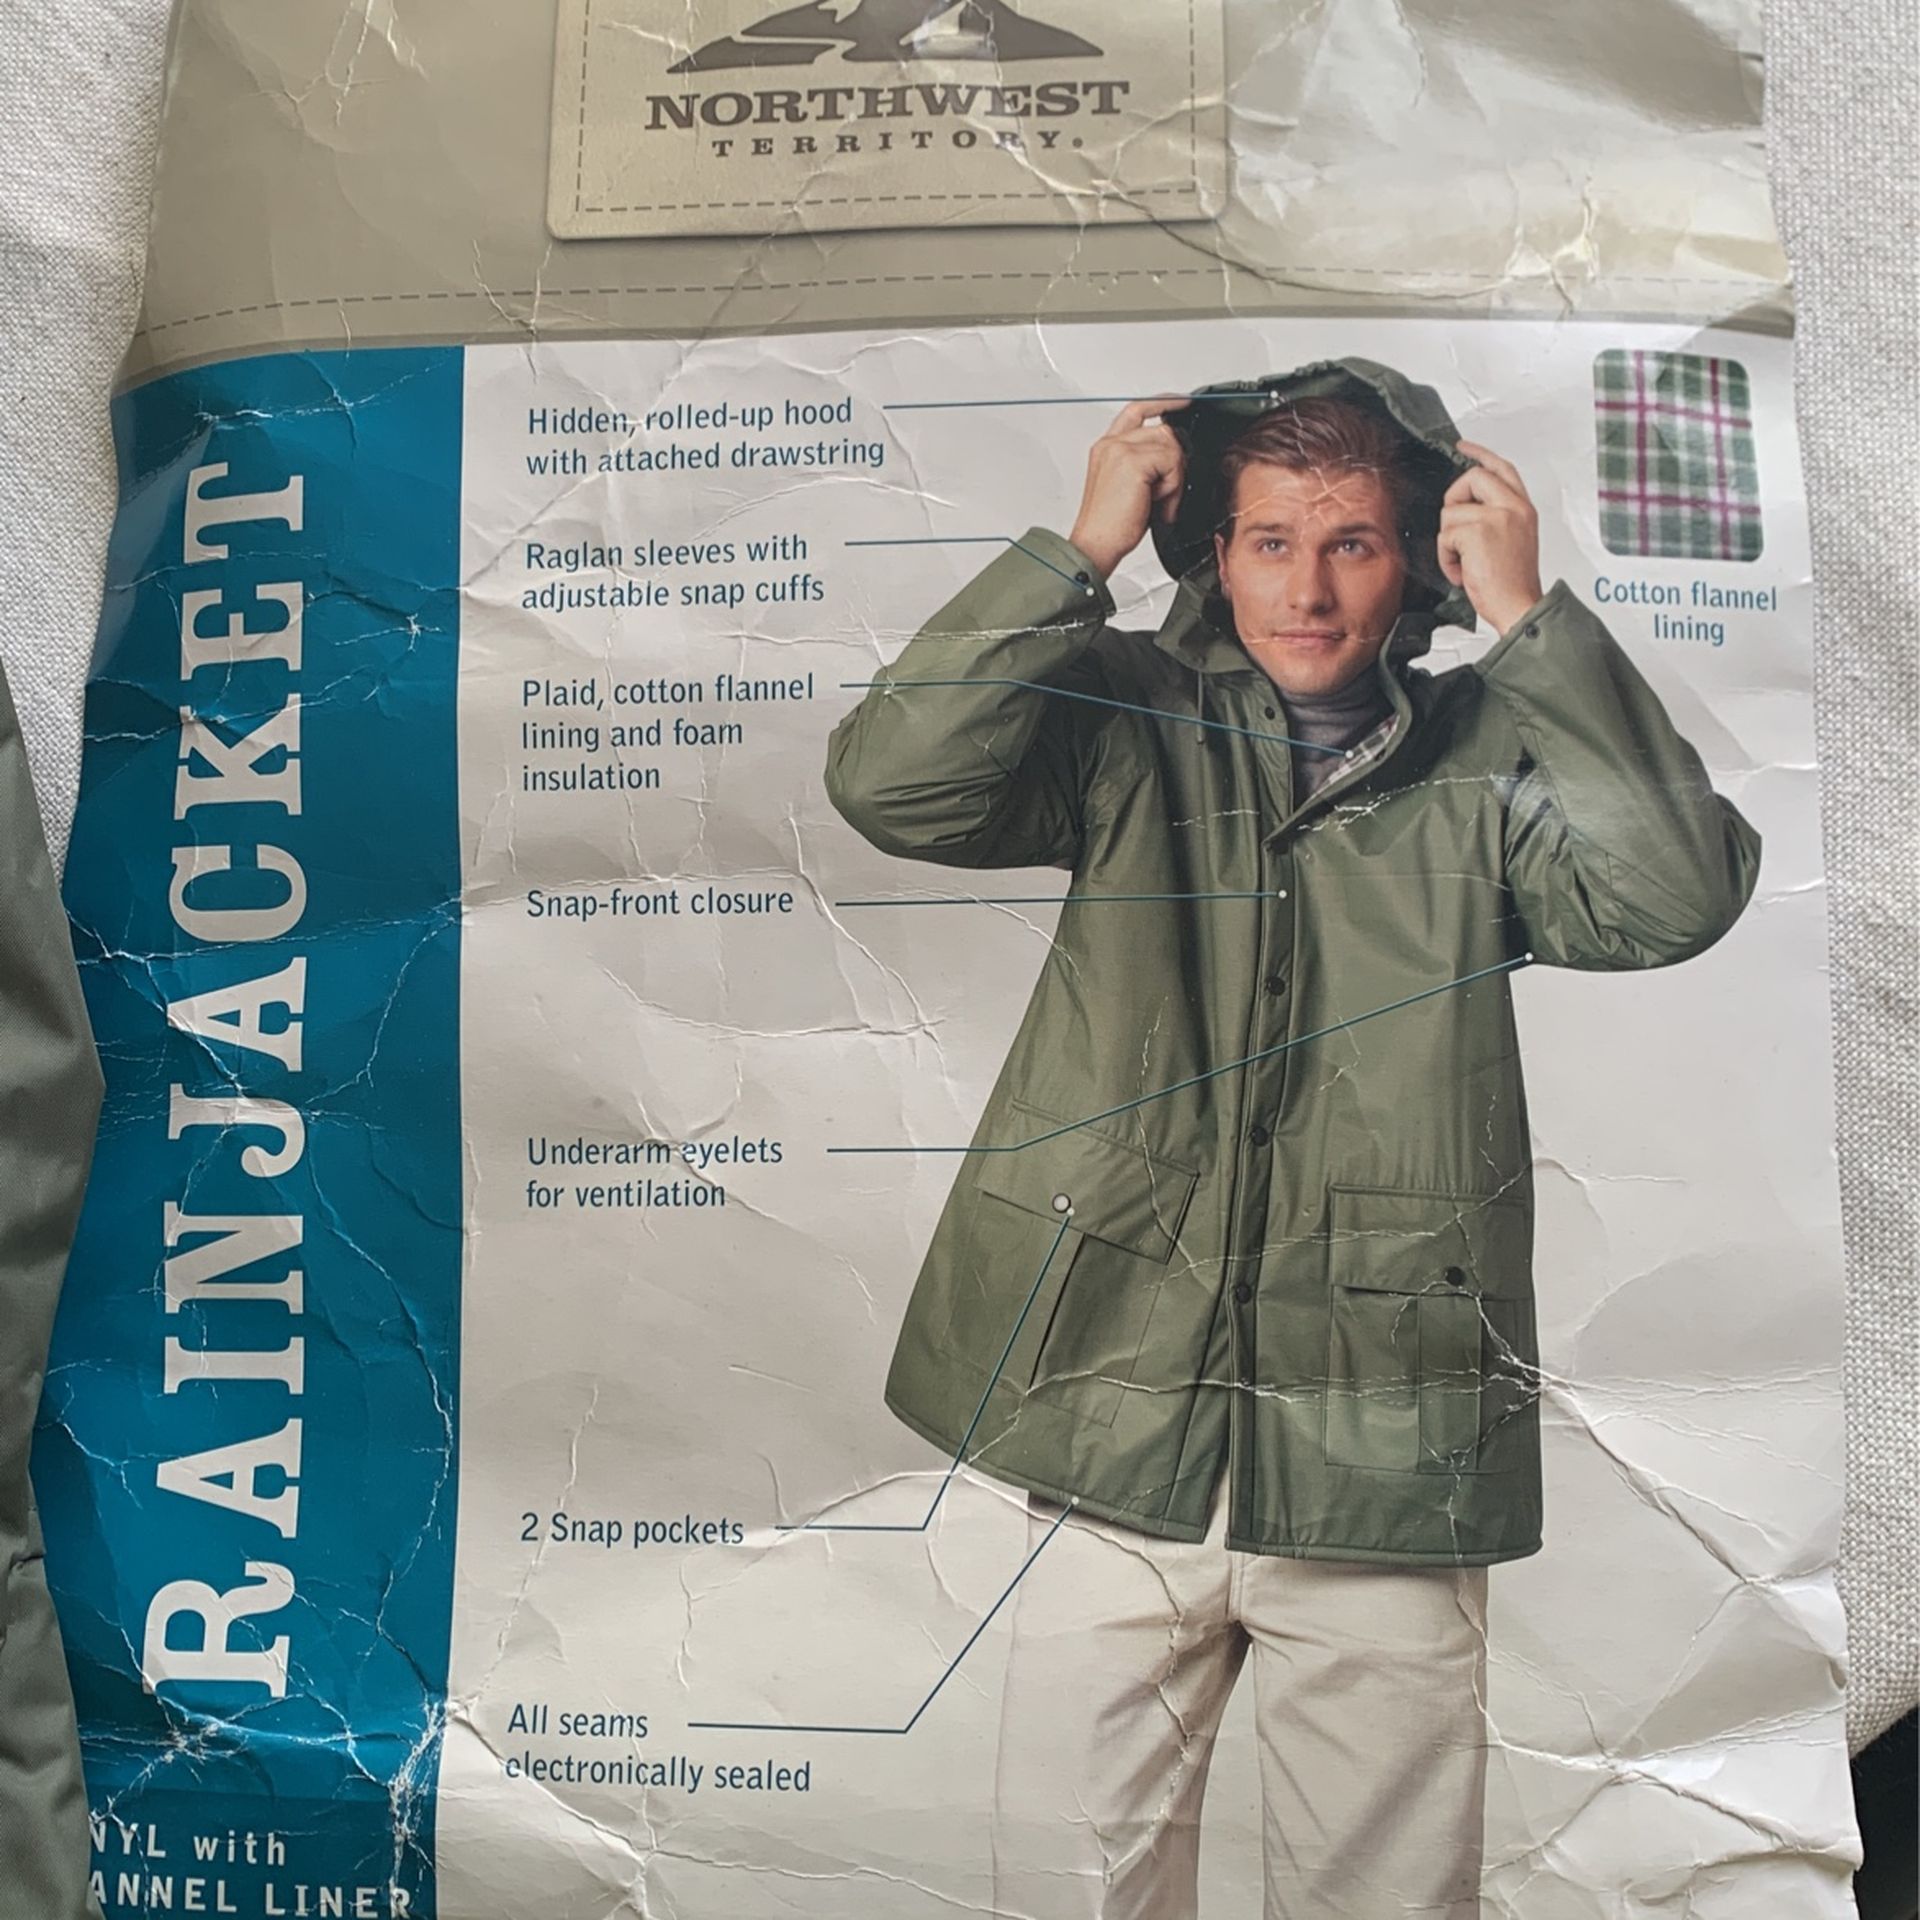 NORTHWEST
TERRITORY®
RAINJACKET
Hidden, rolled-up hood
with attached drawstring
Raglan sleeves with
adjustable snap cuffs
Plaid, cotton flannel
lining and foam
insulation
Snap-front closure
Underarm eyelets
for ventilation
2 Snap pockets
All seams
electronically sealed
Cotton flannel
lining
NYL with
ANNEL LINER